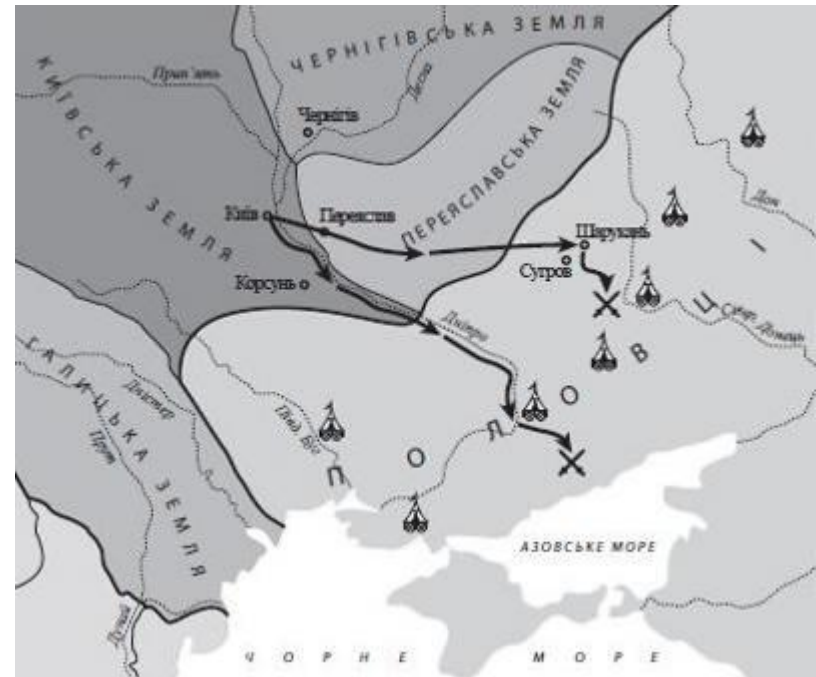 ЧЕРНІГІВСЬКА ЗЕМЛЯ
КИЇВСЬКА ЗЕМЛЯ
Прип'ять
Десна
Чернігів
ПЕРЕЯСЛАВСЬКА ЗЕМЛЯ
Дон
Київ
Переяслав
Шарукань
Сугров
Корсунь
Сівер. Донець
Дніпро
ГАЛИЦЬКА ЗЕМЛЯ
Дністер
Прут
Півд. Буг
ПОЛОВЦІ
АЗОВСЬКЕ МОРЕ
Дунай
ЧОРНЕ МОРЕ